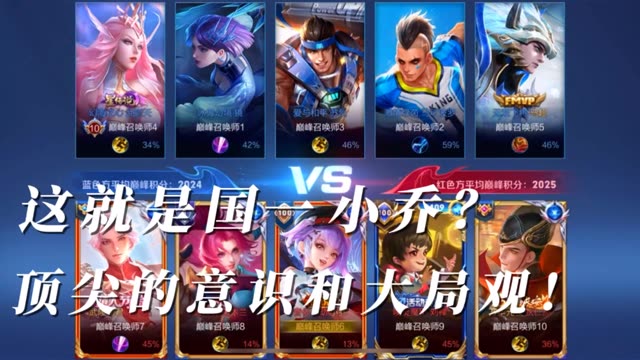 FMVP
10
巅峰召唤师4
巅峰召唤师1
巅峰召唤师3
巅峰召唤师2
巅峰召唤师5
34%
42%
46%
59%
46%
蓝色方平均巅峰积分：2024
VS
红色方平均巅峰积分：2025
这就是国一小乔？
顶尖的意识和大局观！
巅峰召唤师7
巅峰召唤师8
巅峰召唤师6
巅峰召唤师9
巅峰召唤师10
45%
14%
13%
45%
36%